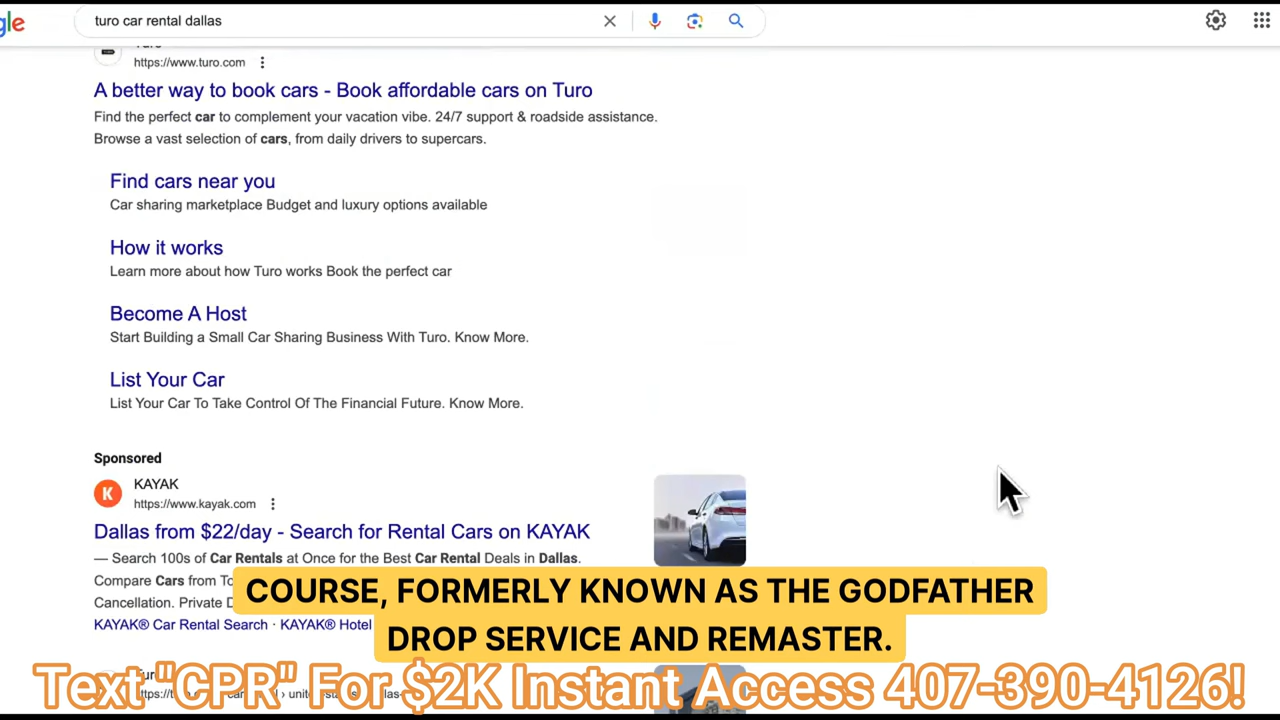 gle
turo car rental dallas
https://www.turo.com
A better way to book cars - Book affordable cars on Turo
Find the perfect car to complement your vacation vibe. 24/7 support & roadside assistance.
Browse a vast selection of cars, from daily drivers to supercars.
Find cars near you
Car sharing marketplace Budget and luxury options available
How it works
Learn more about how Turo works Book the perfect car
Become A Host
Start Building a Small Car Sharing Business With Turo. Know More.
List Your Car
List Your Car To Take Control Of The Financial Future. Know More.
Sponsored
K
KAYAK
https://www.kayak.com
Dallas from $22/day - Search for Rental Cars on KAYAK
— Search 100s of Car Rentals at Once for the Best Car Rental Deals in Dallas.
Compare Cars from
Cancellation. Private
KAYAK® Car Rental Search · KAYAK® Hotel
COURSE, FORMERLY KNOWN AS THE GODFATHER
DROP SERVICE AND REMASTER.
Text "CPR" For $2K Instant Access 407-390-4126!